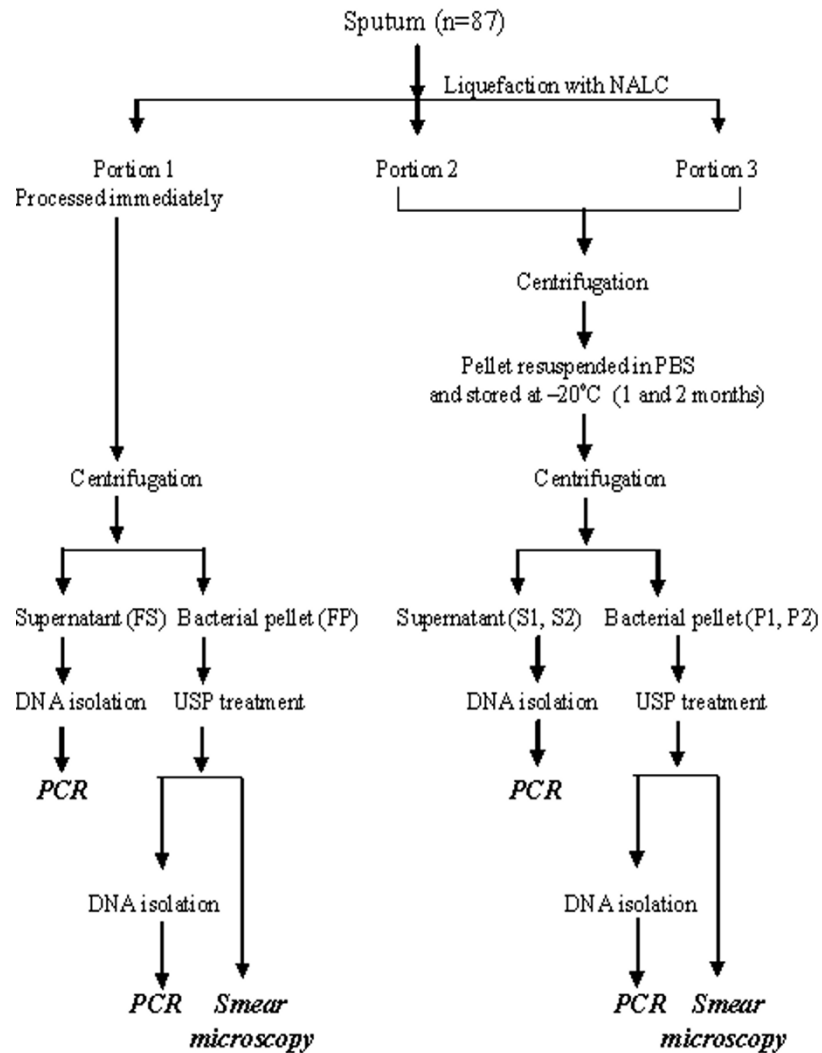 Sputum (n=87)
Liquefaction with NALC
Portion 1
Processed immediately
Portion 2
Portion 3
Centrifugation
Pellet resuspended in PBS
and stored at –20°C (1 and 2 months)
Centrifugation
Centrifugation
Supernatant (FS)
Bacterial pellet (FP)
Supernatant (S1, S2)
Bacterial pellet (P1, P2)
DNA isolation
USP treatment
DNA isolation
USP treatment
PCR
PCR
DNA isolation
DNA isolation
PCR
Smear
microscopy
PCR
Smear
microscopy